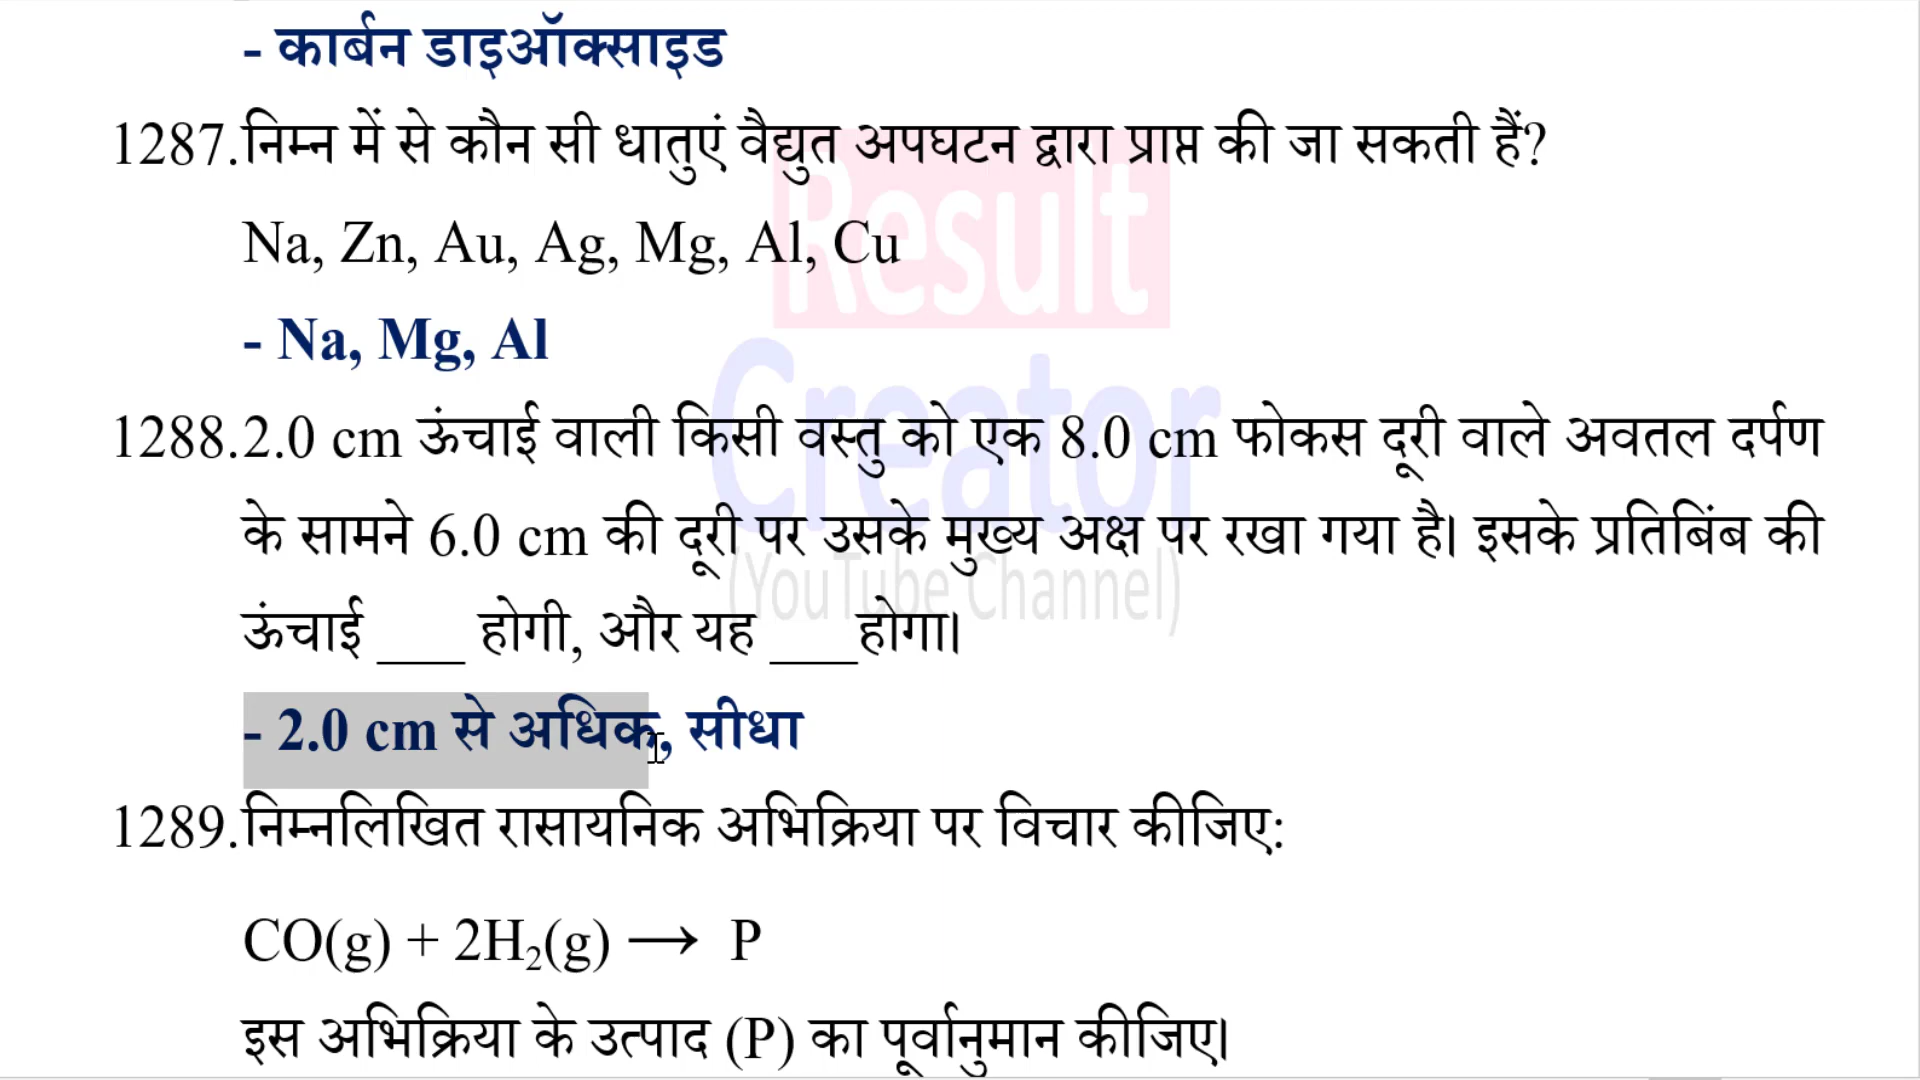 - कार्बन डाइऑक्साइड
1287.निम्न में से कौन सी धातुएं वैद्युत अपघटन द्वारा प्राप्त की जा सकती हैं?
Na, Zn, Au, Ag, Mg, Al, Cu
- Na, Mg, Al
1288.2.0 cm ऊंचाई वाली किसी वस्तु को एक 8.0 cm फोकस दूरी वाले अवतल दर्पण
के सामने 6.0 cm की दूरी पर उसके मुख्य अक्ष पर रखा गया है। इसके प्रतिबिंब की
ऊंचाई ___ होगी, और यह ___होगा।
- 2.0 cm से अधिक, सीधा
1289.निम्नलिखित रासायनिक अभिक्रिया पर विचार कीजिए:
CO(g) + 2H₂(g) ⟶ P
इस अभिक्रिया के उत्पाद (P) का पूर्वानुमान कीजिए।
Result
Creator
(YouTube Channel)